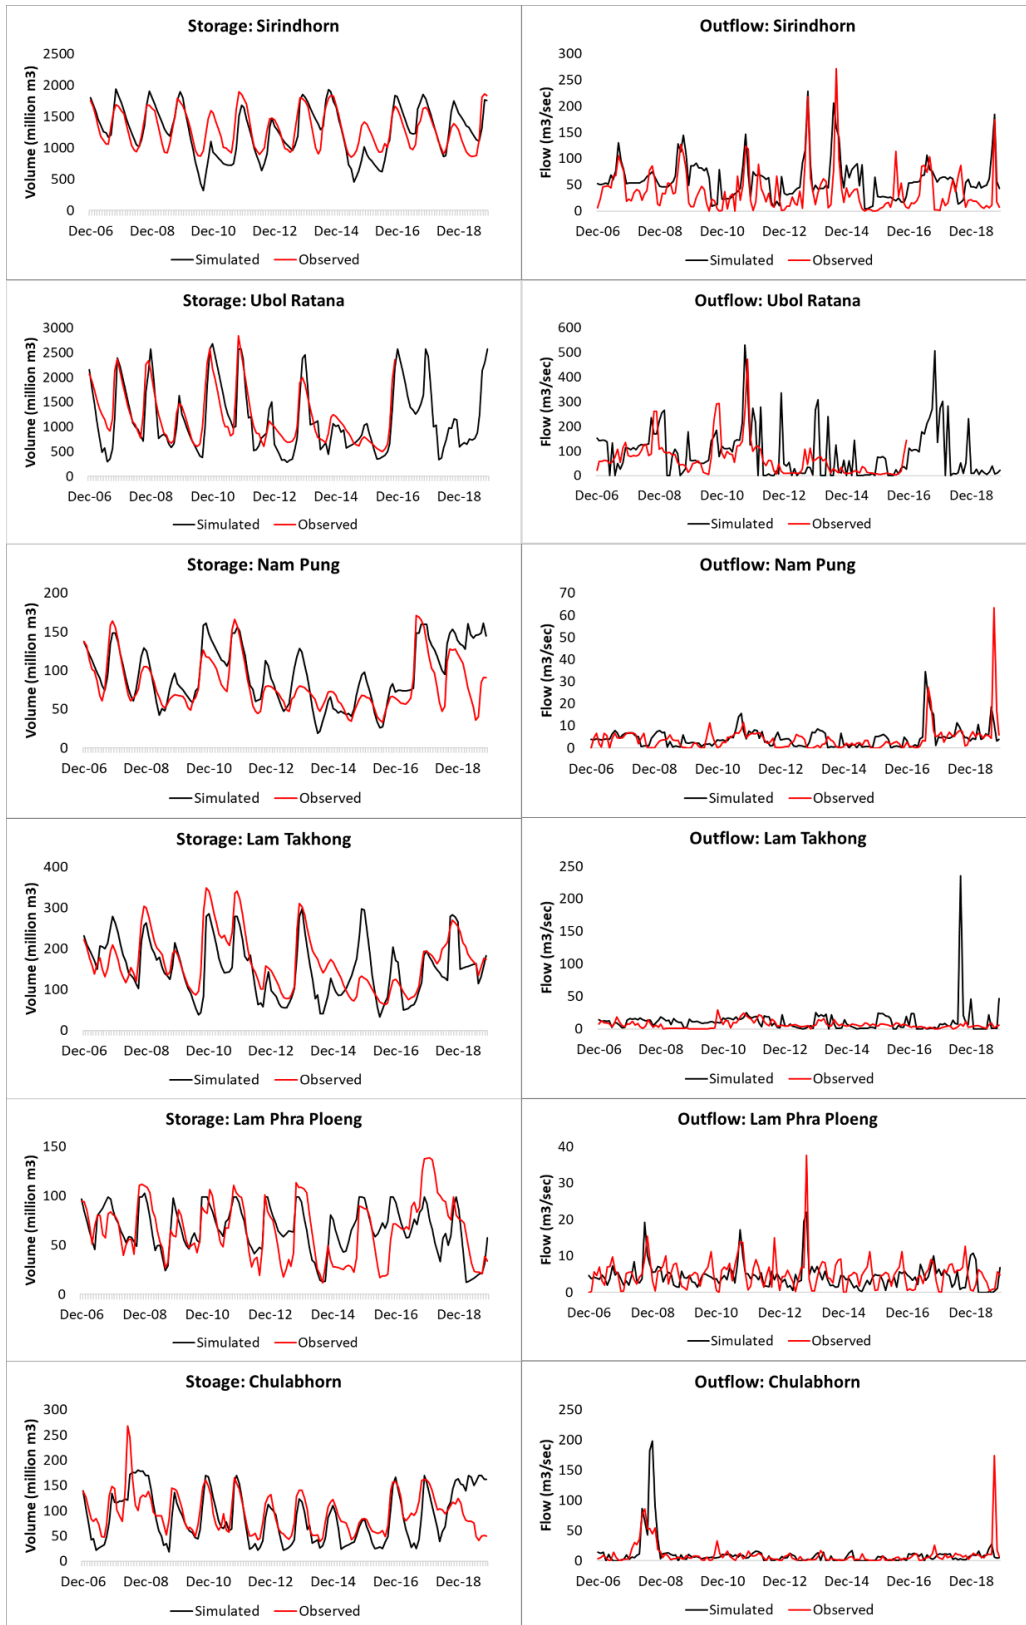 Storage: Sirindhorn
Volume (million m3)
2500
2000
1500
1000
500
0
Dec-06 Dec-08 Dec-10 Dec-12 Dec-14 Dec-16 Dec-18
Simulated Observed
Outflow: Sirindhorn
Flow (m3/sec)
300
250
200
150
100
50
0
Dec-06 Dec-08 Dec-10 Dec-12 Dec-14 Dec-16 Dec-18
Simulated Observed
Storage: Ubol Ratana
Volume (million m3)
3000
2500
2000
1500
1000
500
0
Dec-06 Dec-08 Dec-10 Dec-12 Dec-14 Dec-16 Dec-18
Simulated Observed
Outflow: Ubol Ratana
Flow (m3/sec)
600
500
400
300
200
100
0
Dec-06 Dec-08 Dec-10 Dec-12 Dec-14 Dec-16 Dec-18
Simulated Observed
Storage: Nam Pung
Volume (million m3)
200
150
100
50
0
Dec-06 Dec-08 Dec-10 Dec-12 Dec-14 Dec-16 Dec-18
Simulated Observed
Outflow: Nam Pung
Flow (m3/sec)
70
60
50
40
30
20
10
0
Dec-06 Dec-08 Dec-10 Dec-12 Dec-14 Dec-16 Dec-18
Simulated Observed
Storage: Lam Takhong
Volume (million m3)
400
300
200
100
0
Dec-06 Dec-08 Dec-10 Dec-12 Dec-14 Dec-16 Dec-18
Simulated Observed
Outflow: Lam Takhong
Flow (m3/sec)
250
200
150
100
50
0
Dec-06 Dec-08 Dec-10 Dec-12 Dec-14 Dec-16 Dec-18
Simulated Observed
Storage: Lam Phra Ploeng
Volume (million m3)
150
100
50
0
Dec-06 Dec-08 Dec-10 Dec-12 Dec-14 Dec-16 Dec-18
Simulated Observed
Outflow: Lam Phra Ploeng
Flow (m3/sec)
40
30
20
10
0
Dec-06 Dec-08 Dec-10 Dec-12 Dec-14 Dec-16 Dec-18
Simulated Observed
Stoage: Chulabhorn
Volume (million m3)
300
250
200
150
100
50
0
Dec-06 Dec-08 Dec-10 Dec-12 Dec-14 Dec-16 Dec-18
Simulated Observed
Outflow: Chulabhorn
Flow (m3/sec)
250
200
150
100
50
0
Dec-06 Dec-08 Dec-10 Dec-12 Dec-14 Dec-16 Dec-18
Simulated Observed